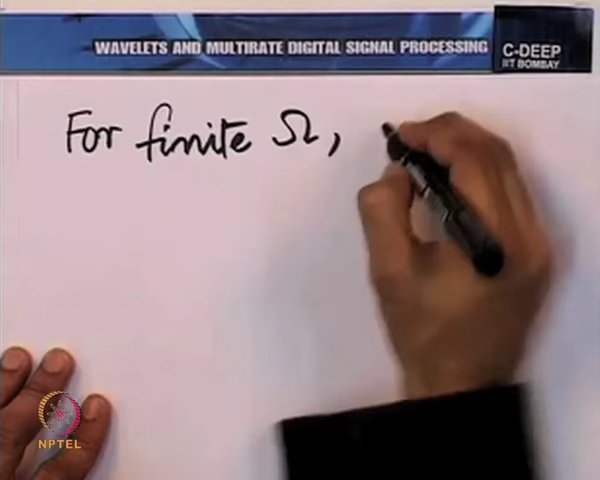 WAVELETS AND MULTIRATE DIGITAL SIGNAL PROCESSING
C-DEEP
IIT BOMBAY
For finite Ω,
NPTEL